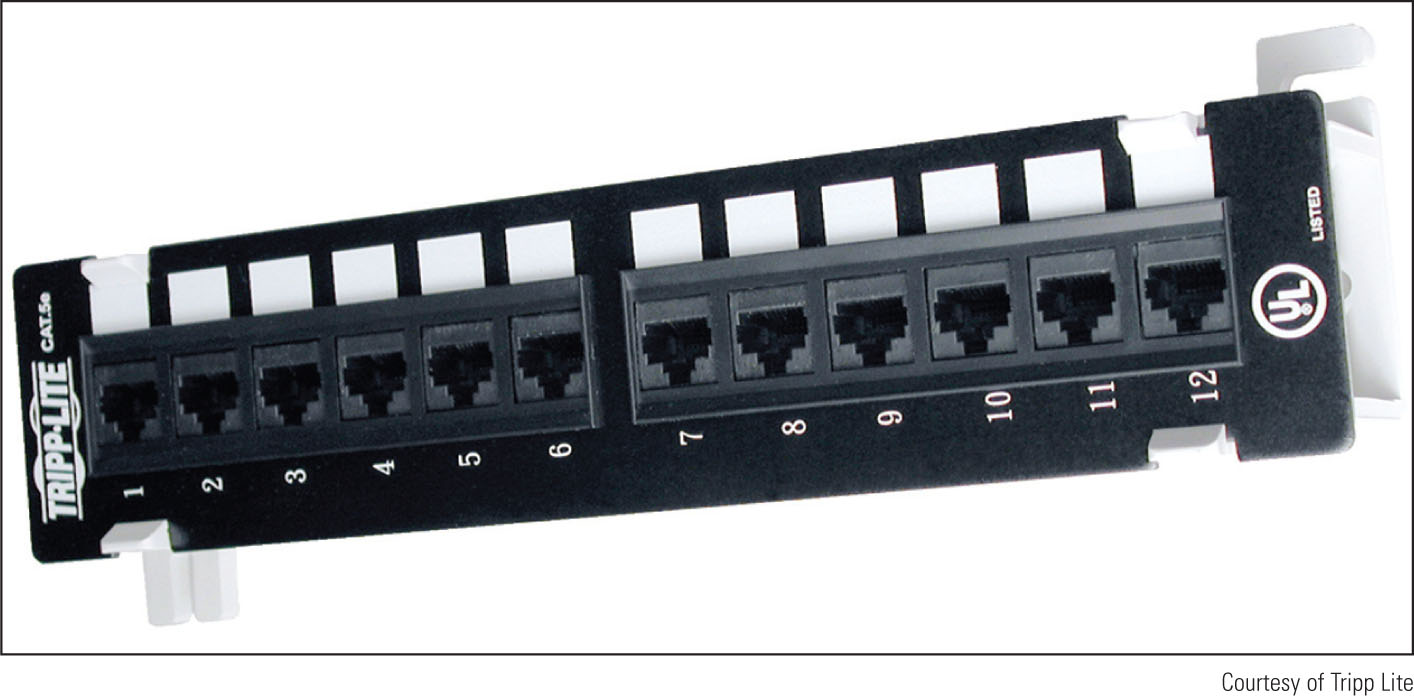 TRIPP·LITE CAT.5e
1 2 3 4 5 6 7 8 9 10 11 12
UL
®
LISTED
Courtesy of Tripp Lite